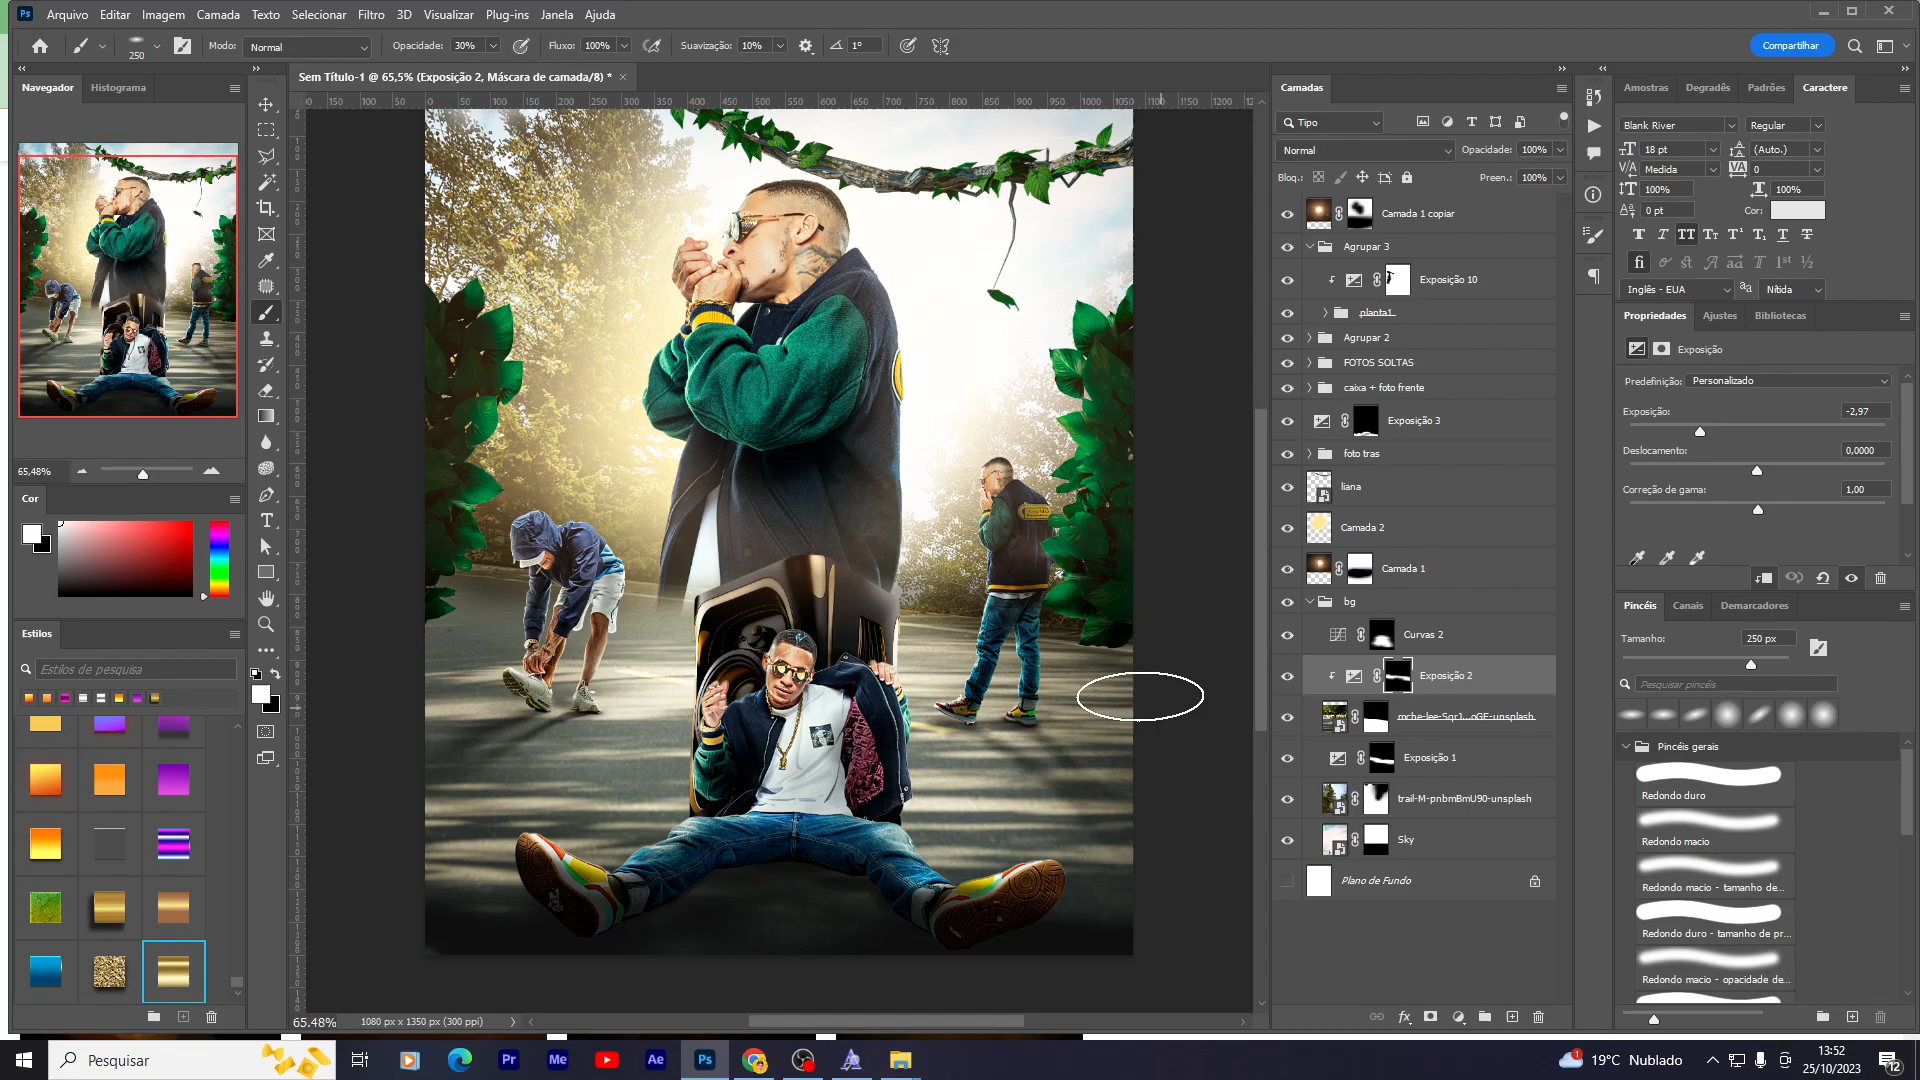 Arquivo Editar Imagem Camada Texto Selecionar Filtro 3D Visualizar Plug-ins Janela Ajuda
250 Modo: Normal Opacidade: 30% Fluxo: 100% Suavização: 10% 1° Compartilhar
Navegador Histograma
Sem Título-1 @ 65,5% (Exposição 2, Máscara de camada/8) *
Camadas
Amostras Degradês Padrões Caractere
Tipo
Blank River Regular
18 pt (Auto.)
Normal Opacidade: 100%
Medida 0
Bloq.: Preen.: 100%
100% 100%
0 pt Cor:
Camada 1 copiar
Agrupar 3
Exposição 10
Inglês - EUA aa Nítida
planta1
Propriedades Ajustes Bibliotecas
Agrupar 2
Exposição
FOTOS SOLTAS
Predefinição: Personalizado
caixa + foto frente
Exposição: -2,97
Exposição 3
Deslocamento: 0,0000
foto tras
65,48%
liana
Correção de gama: 1,00
Cor
Camada 2
Camada 1
bg
Pincéis Canais Demarcadores
Estilos
Curvas 2
Tamanho: 250 px
Estilos de pesquisa
Exposição 2
Pesquisar pincéis
mche-lee-SqrJ...oGE-unsplash
Pincéis gerais
Exposição 1
Redondo duro
trail-M-pnbmBmU90-unsplash
Sky
Redondo macio
Plano de Fundo
Redondo macio - tamanho de...
Redondo duro - tamanho de pr...
Redondo macio - opacidade de...
65.48% 1080 px x 1350 px (300 ppi)
Pesquisar
19°C Nublado
13:52
25/10/2023
12